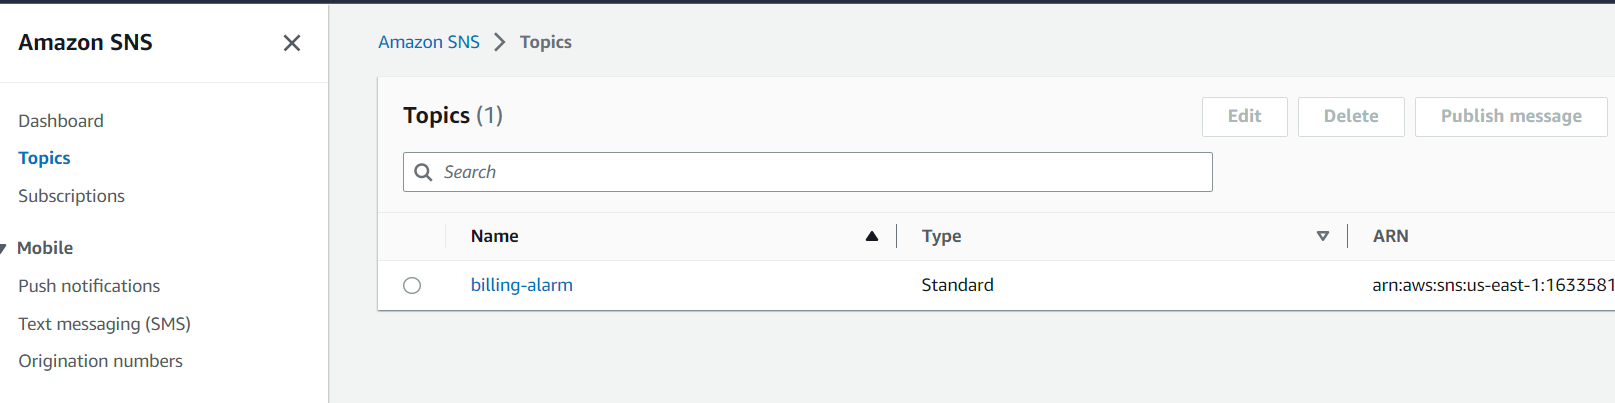 Amazon SNS
Dashboard
Topics
Subscriptions
Mobile
Push notifications
Text messaging (SMS)
Origination numbers
Amazon SNS > Topics
Topics (1)
Edit Delete Publish message
Search
Name Type ARN
billing-alarm Standard arn:aws:sns:us-east-1:1633581